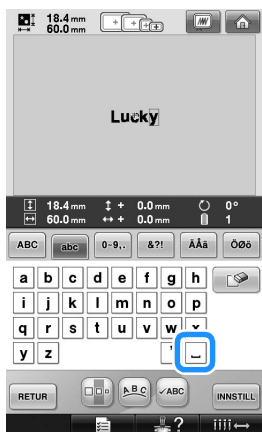 18.4 mm
60.0 mm
Lucky
18.4 mm + 0.0 mm 0°
60.0 mm + 0.0 mm 1
ABC abc 0~9,. &?! ÄÅä ÖØö
a b c d e f g h
i j k l m n o p
q r s t u v w x
y z ' ␣
RETUR ABC ✓ABC INNSTILL
?